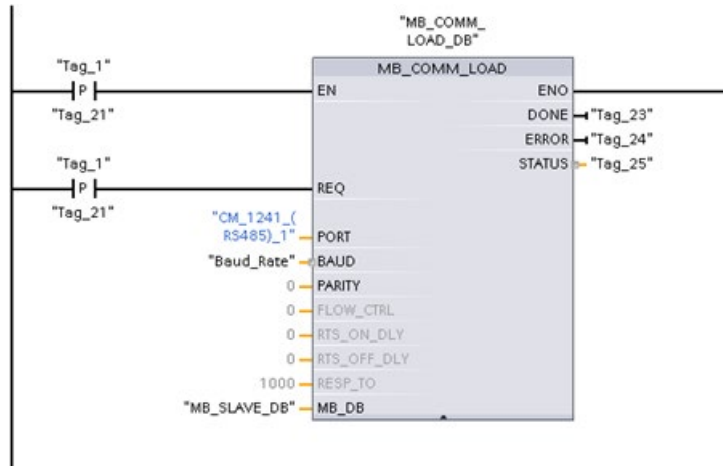 "MB_COMM_
LOAD_DB"
"Tag_1"
MB_COMM_LOAD
P
EN
ENO
"Tag_21"
DONE
"Tag_23"
ERROR
"Tag_24"
"Tag_1"
STATUS
"Tag_25"
P
REQ
"Tag_21"
"CM_1241_(
RS485)_1"
PORT
"Baud_Rate"
BAUD
0
PARITY
0
FLOW_CTRL
0
RTS_ON_DLY
0
RTS_OFF_DLY
1000
RESP_TO
"MB_SLAVE_DB"
MB_DB